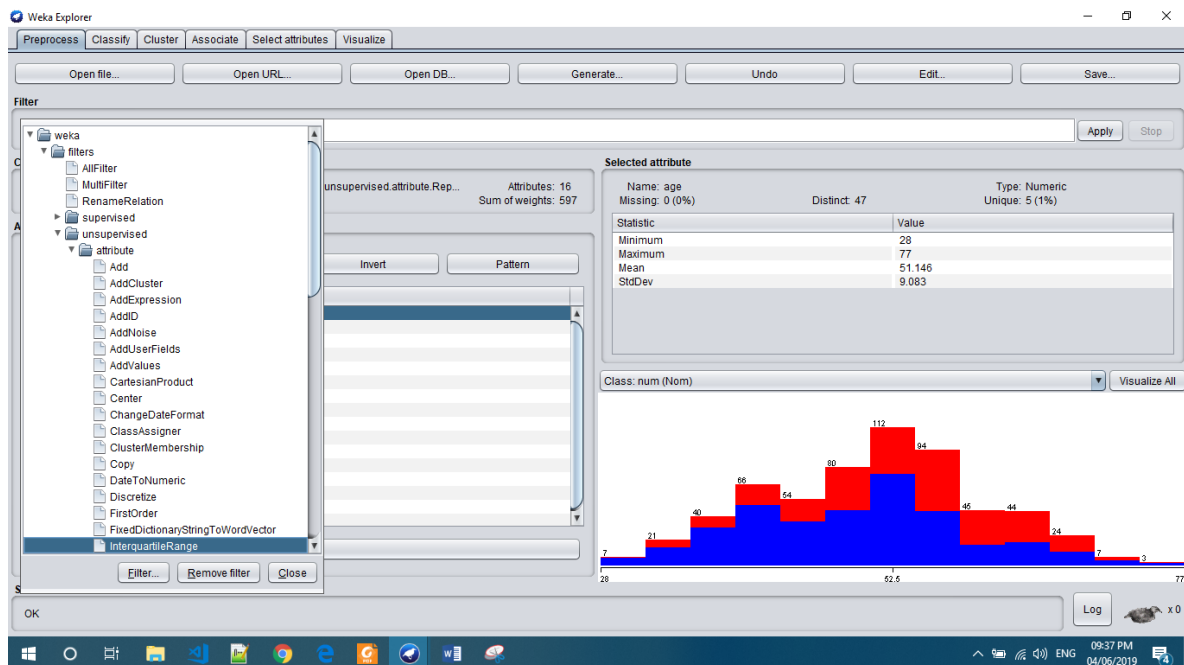 Weka Explorer
Preprocess Classify Cluster Associate Select attributes Visualize
Open file... Open URL... Open DB... Generate... Undo Edit... Save...
Filter
Apply Stop
weka
filters
AllFilter
MultiFilter
RenameRelation
supervised
unsupervised
attribute
Add
AddCluster
AddExpression
AddID
AddNoise
AddUserFields
AddValues
CartesianProduct
Center
ChangeDateFormat
ClassAssigner
ClusterMembership
Copy
DateToNumeric
Discretize
FirstOrder
FixedDictionaryStringToWordVector
InterquartileRange
Filter... Remove filter Close
unsupervised.attribute.Rep... Attributes: 16
Sum of weights: 597
Invert Pattern
Selected attribute
Name: age Type: Numeric
Missing: 0 (0%) Distinct: 47 Unique: 5 (1%)
Statistic Value
Minimum 28
Maximum 77
Mean 51.146
StdDev 9.083
Class: num (Nom) Visualize All
7 21 40 66 54 80 112 94 46 44 24 7 3
28 52.5 77
OK
Log x 0
ENG 09:37 PM
04/06/2019 4